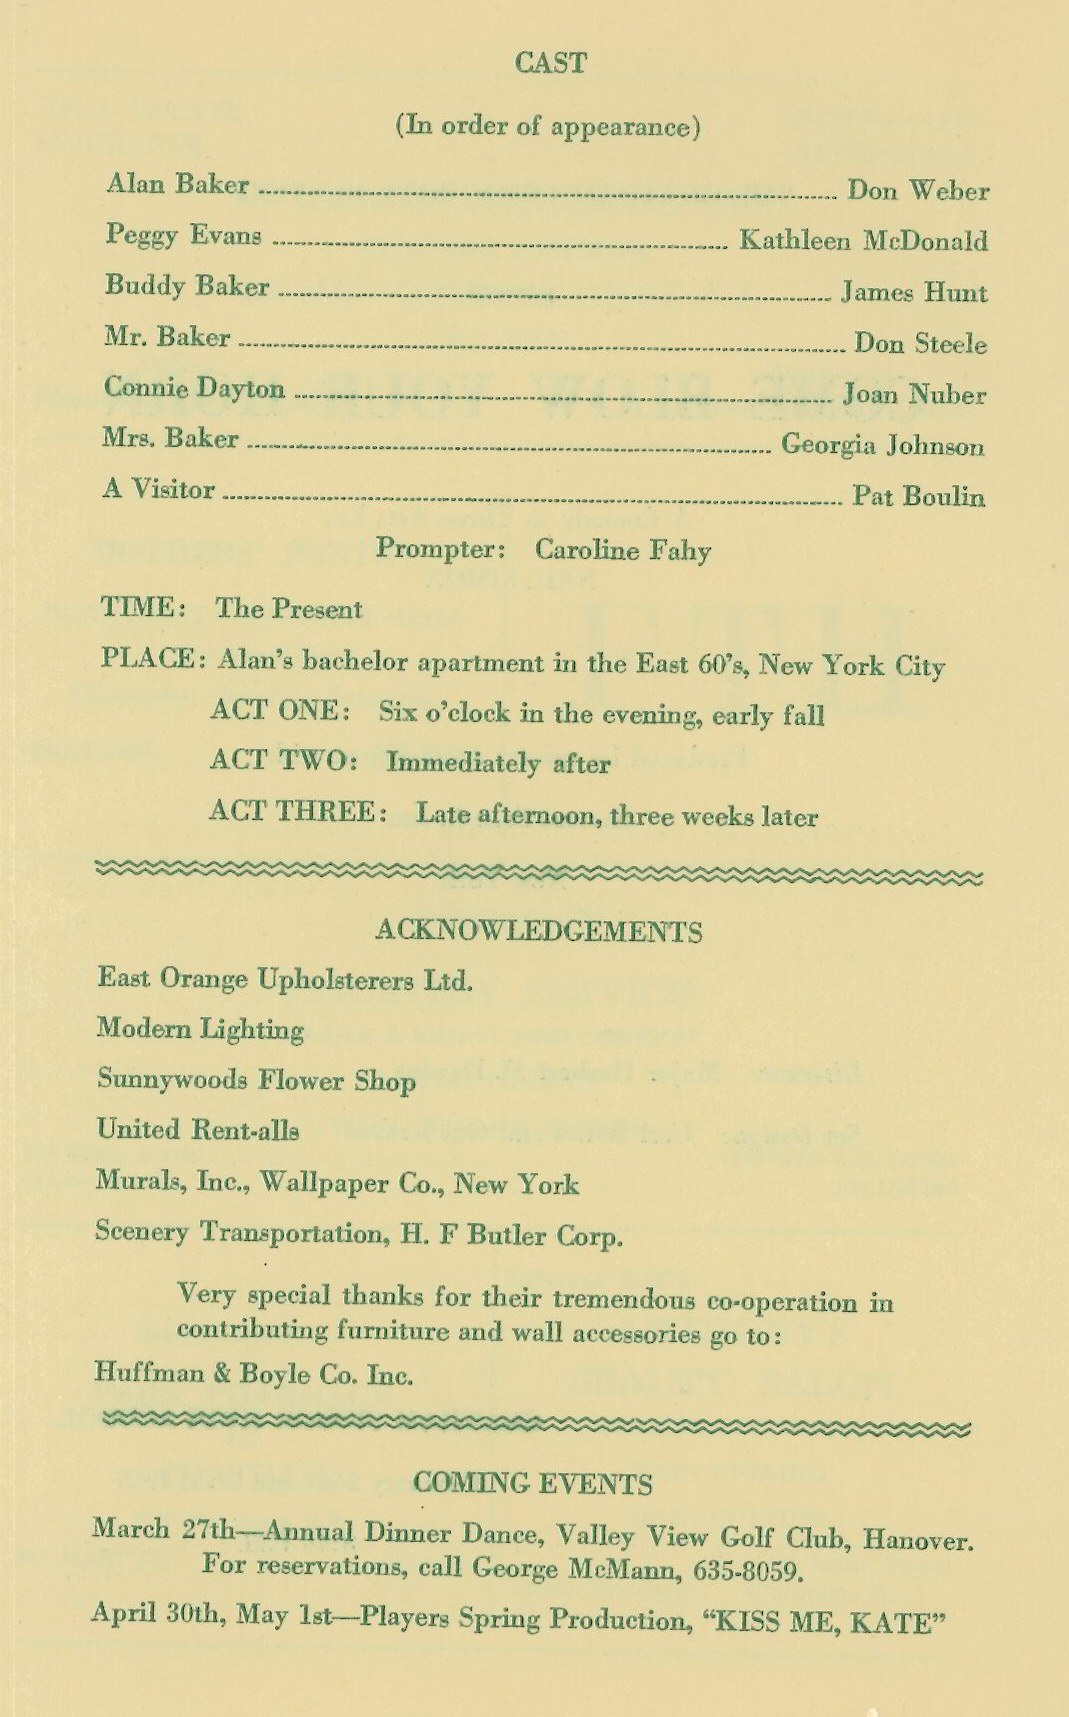 CAST
(In order of appearance)
Alan Baker ........ Don Weber
Peggy Evans ........ Kathleen McDonald
Buddy Baker ........ James Hunt
Mr. Baker ........ Don Steele
Connie Dayton ........ Joan Nuber
Mrs. Baker ........ Georgia Johnson
A Visitor ........ Pat Boulin
Prompter: Caroline Fahy
TIME: The Present
PLACE: Alan's bachelor apartment in the East 60's, New York City
ACT ONE: Six o'clock in the evening, early fall
ACT TWO: Immediately after
ACT THREE: Late afternoon, three weeks later
ACKNOWLEDGEMENTS
East Orange Upholsterers Ltd.
Modern Lighting
Sunnywoods Flower Shop
United Rent-alls
Murals, Inc., Wallpaper Co., New York
Scenery Transportation, H. F Butler Corp.
Very special thanks for their tremendous co-operation in
contributing furniture and wall accessories go to:
Huffman & Boyle Co. Inc.
COMING EVENTS
March 27th—Annual Dinner Dance, Valley View Golf Club, Hanover.
For reservations, call George McMann, 635-8059.
April 30th, May 1st—Players Spring Production, “KISS ME, KATE”